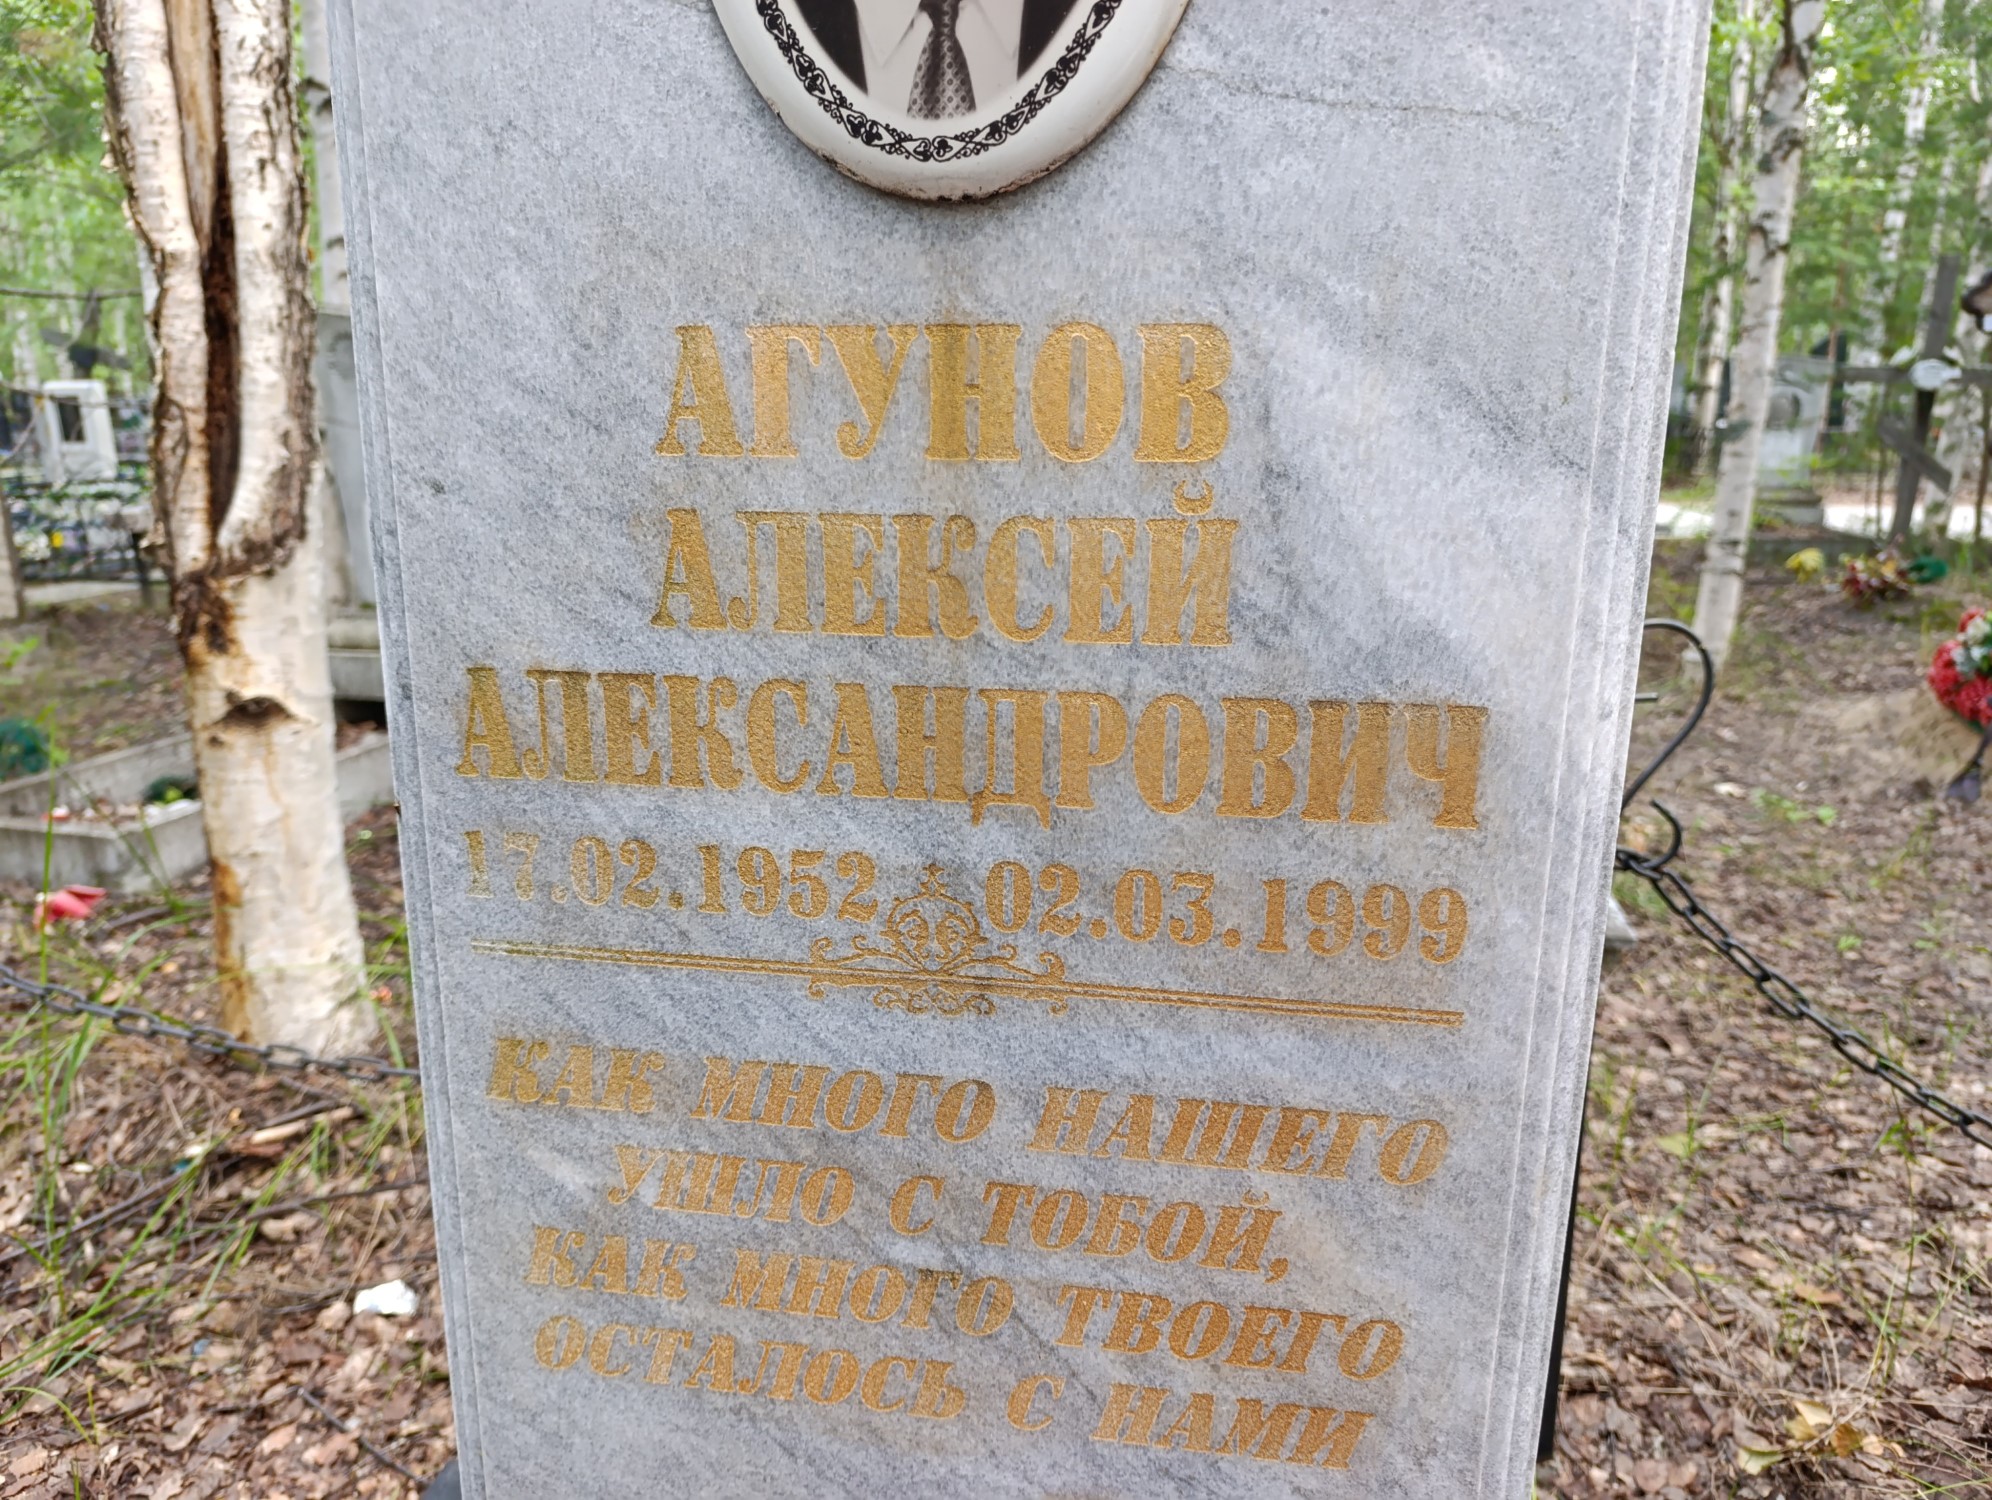 АГУНОВ
АЛЕКСЕЙ
АЛЕКСАНДРОВИЧ
17.02.1952 02.03.1999
КАК МНОГО НАШЕГО
УШЛО С ТОБОЙ,
КАК МНОГО ТВОЕГО
ОСТАЛОСЬ С НАМИ